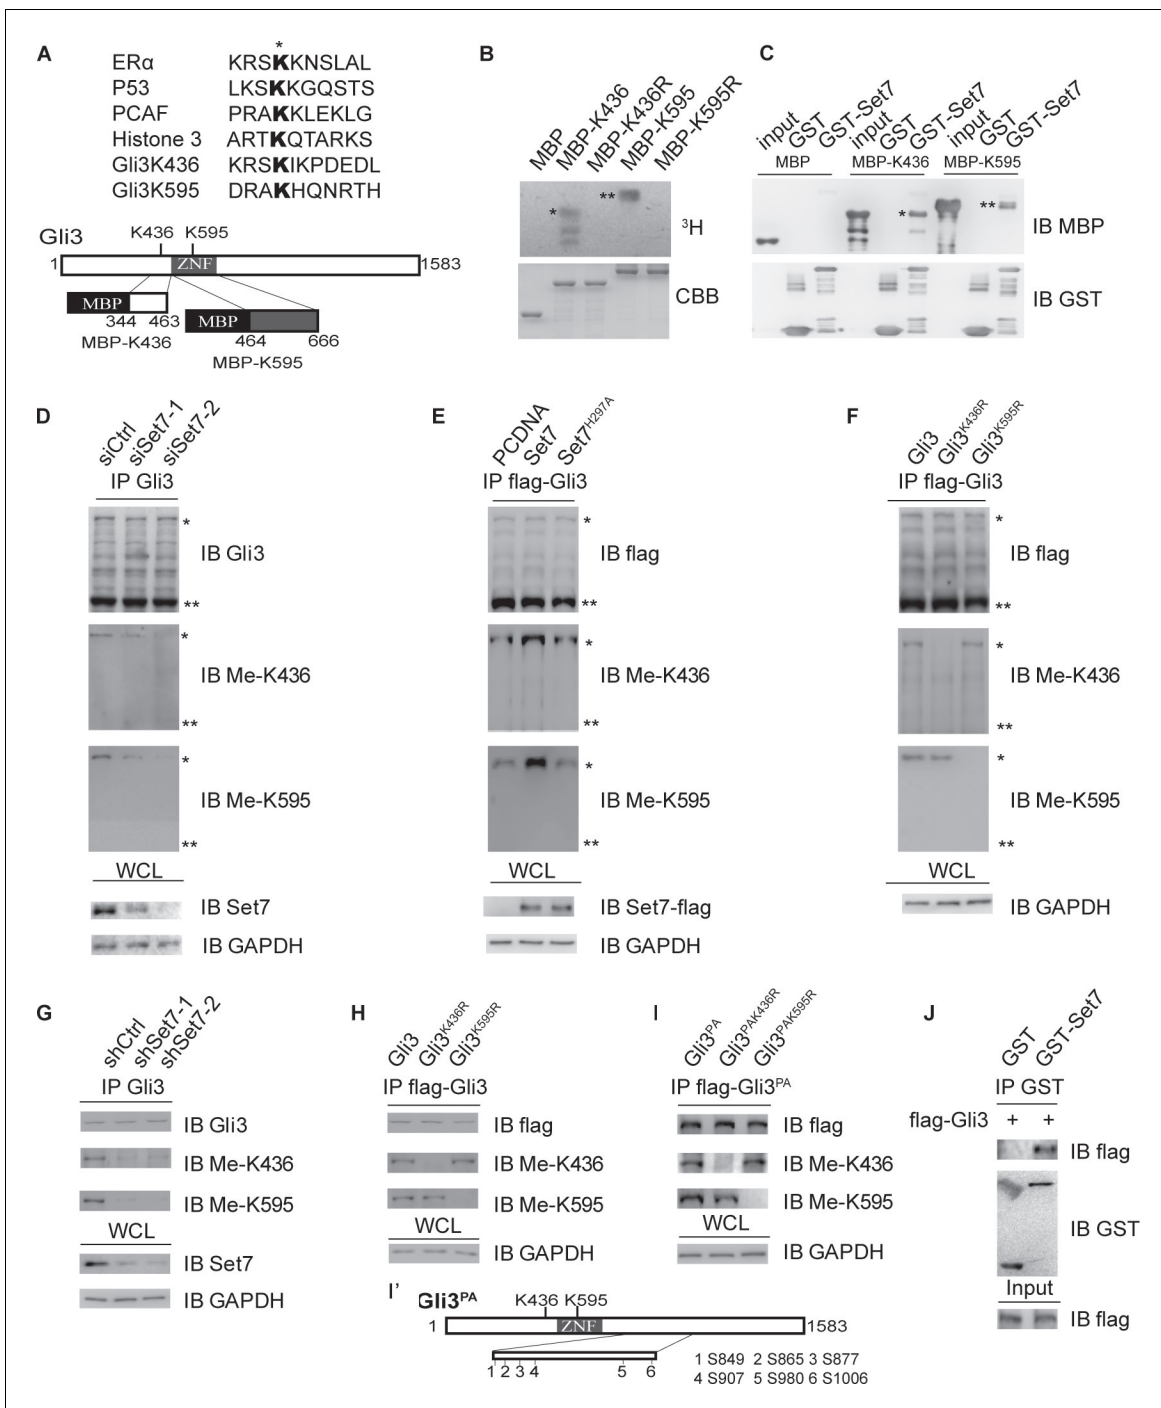 A
*
ERα KRSKKNSLAL
P53 LKSKKGQSTS
PCAF PRAKKLEKLG
Histone 3 ARTKQTARKS
Gli3K436 KRSKIKPDEDL
Gli3K595 DRAKHQNRTH
Gli3 K436 K595
1 ZNF 1583
MBP
344 463
MBP-K436
MBP
464 666
MBP-K595
B
MBP MBP-K436 MBP-K436R MBP-K595 MBP-K595R
* ** ³H
CBB
C
input GST GST-Set7 input GST GST-Set7 input GST GST-Set7
MBP MBP-K436 MBP-K595
* ** IB MBP
IB GST
D
siCtrl siSet7-1 siSet7-2
IP Gli3
*
IB Gli3
**
*
IB Me-K436
**
*
IB Me-K595
**
WCL
IB Set7
IB GAPDH
E
PCDNA Set7 Set7H297A
IP flag-Gli3
*
IB flag
**
*
IB Me-K436
**
*
IB Me-K595
**
WCL
IB Set7-flag
IB GAPDH
F
Gli3 Gli3K436R Gli3K595R
IP flag-Gli3
*
IB flag
**
*
IB Me-K436
**
*
IB Me-K595
**
WCL
IB GAPDH
G
shCtrl shSet7-1 shSet7-2
IP Gli3
IB Gli3
IB Me-K436
IB Me-K595
WCL
IB Set7
IB GAPDH
H
Gli3 Gli3K436R Gli3K595R
IP flag-Gli3
IB flag
IB Me-K436
IB Me-K595
WCL
IB GAPDH
I
Gli3PA Gli3PAK436R Gli3PAK595R
IP flag-Gli3PA
IB flag
IB Me-K436
IB Me-K595
WCL
IB GAPDH
I'
Gli3PA K436 K595
1 ZNF 1583
1 2 3 4 5 6
1 S849 2 S865 3 S877
4 S907 5 S980 6 S1006
J
GST GST-Set7
IP GST
flag-Gli3 + +
IB flag
IB GST
Input
IB flag